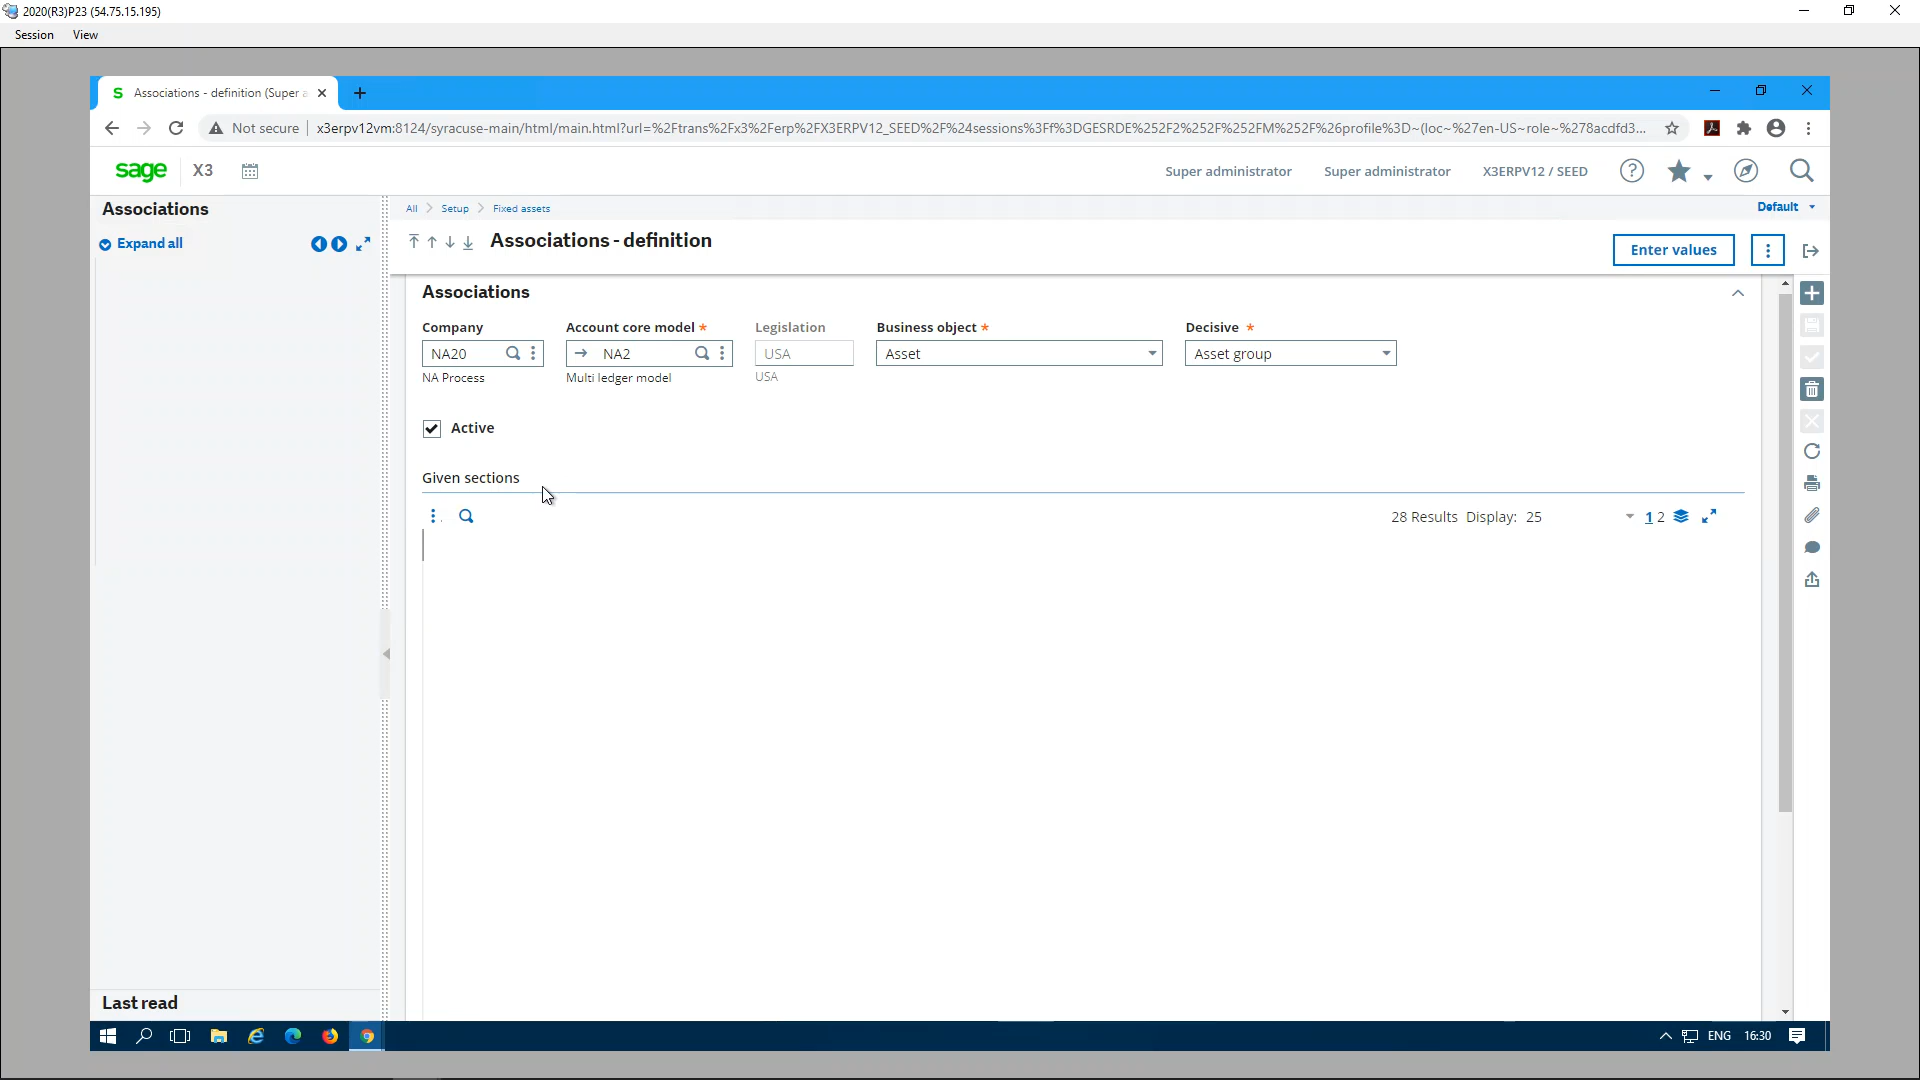 2020(R3)P23 (54.75.15.195)
Session View
Associations - definition (Super a
Not secure x3erpv12vm:8124/syracuse-main/html/main.html?url=%2Ftrans%2Fx3%2Ferp%2FX3ERPV12_SEED%2F%24sessions%3Ff%3DGESRDE%252F2%252F%252FM%252F%26profile%3D~(loc~%27en-US~role~%278acdfd3...
sage X3 Super administrator Super administrator X3ERPV12 / SEED
Associations
All Setup Fixed assets Default
Expand all
Associations - definition
Enter values
Associations
Company Account core model * Legislation Business object * Decisive *
NA20 NA2 USA Asset Asset group
NA Process Multi ledger model USA
Active
Given sections
28 Results Display: 25 1 2
Last read
ENG 16:30